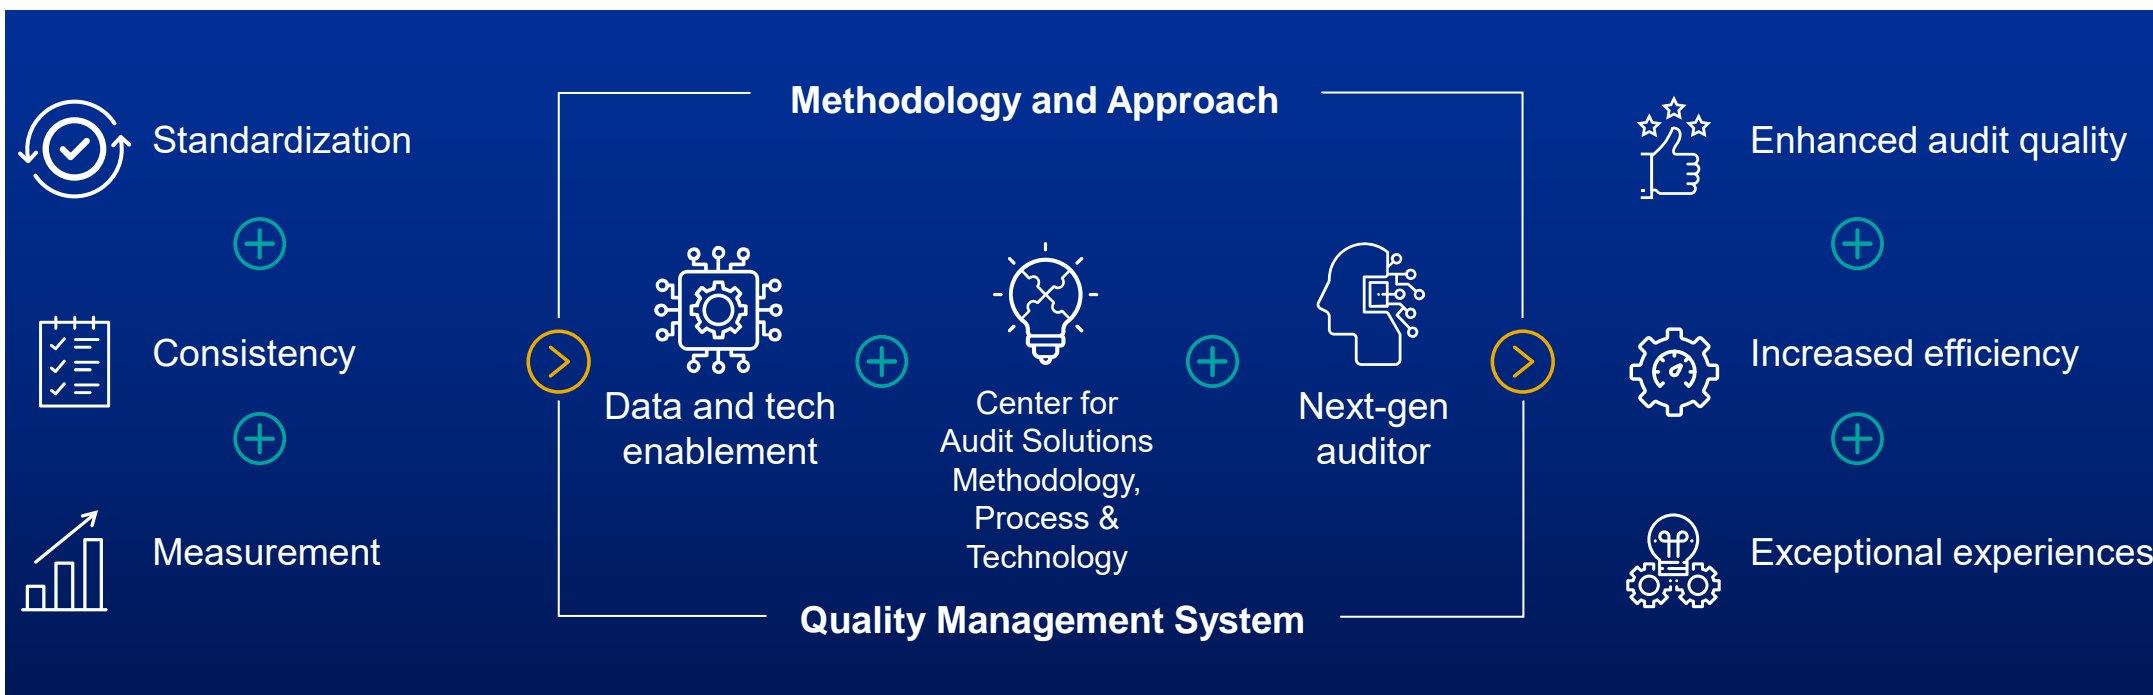 Standardization
Consistency
Measurement
Methodology and Approach
Data and tech
enablement
Center for
Audit Solutions
Methodology,
Process &
Technology
Next-gen
auditor
Quality Management System
Enhanced audit quality
Increased efficiency
Exceptional experiences